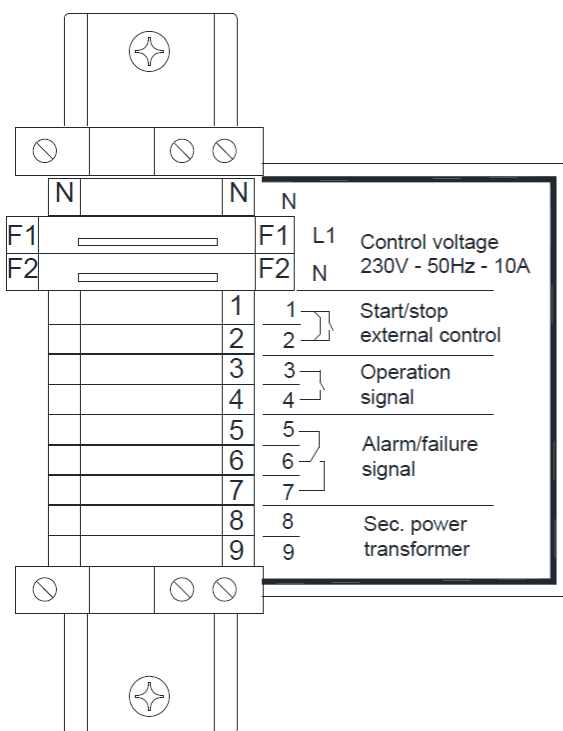 N N N
F1 F1 L1 Control voltage
F2 F2 N 230V - 50Hz - 10A
1 1 Start/stop
2 2 external control
3 3 Operation
4 4 signal
5 5 Alarm/failure
6 6 signal
7 7
8 8 Sec. power
9 9 transformer